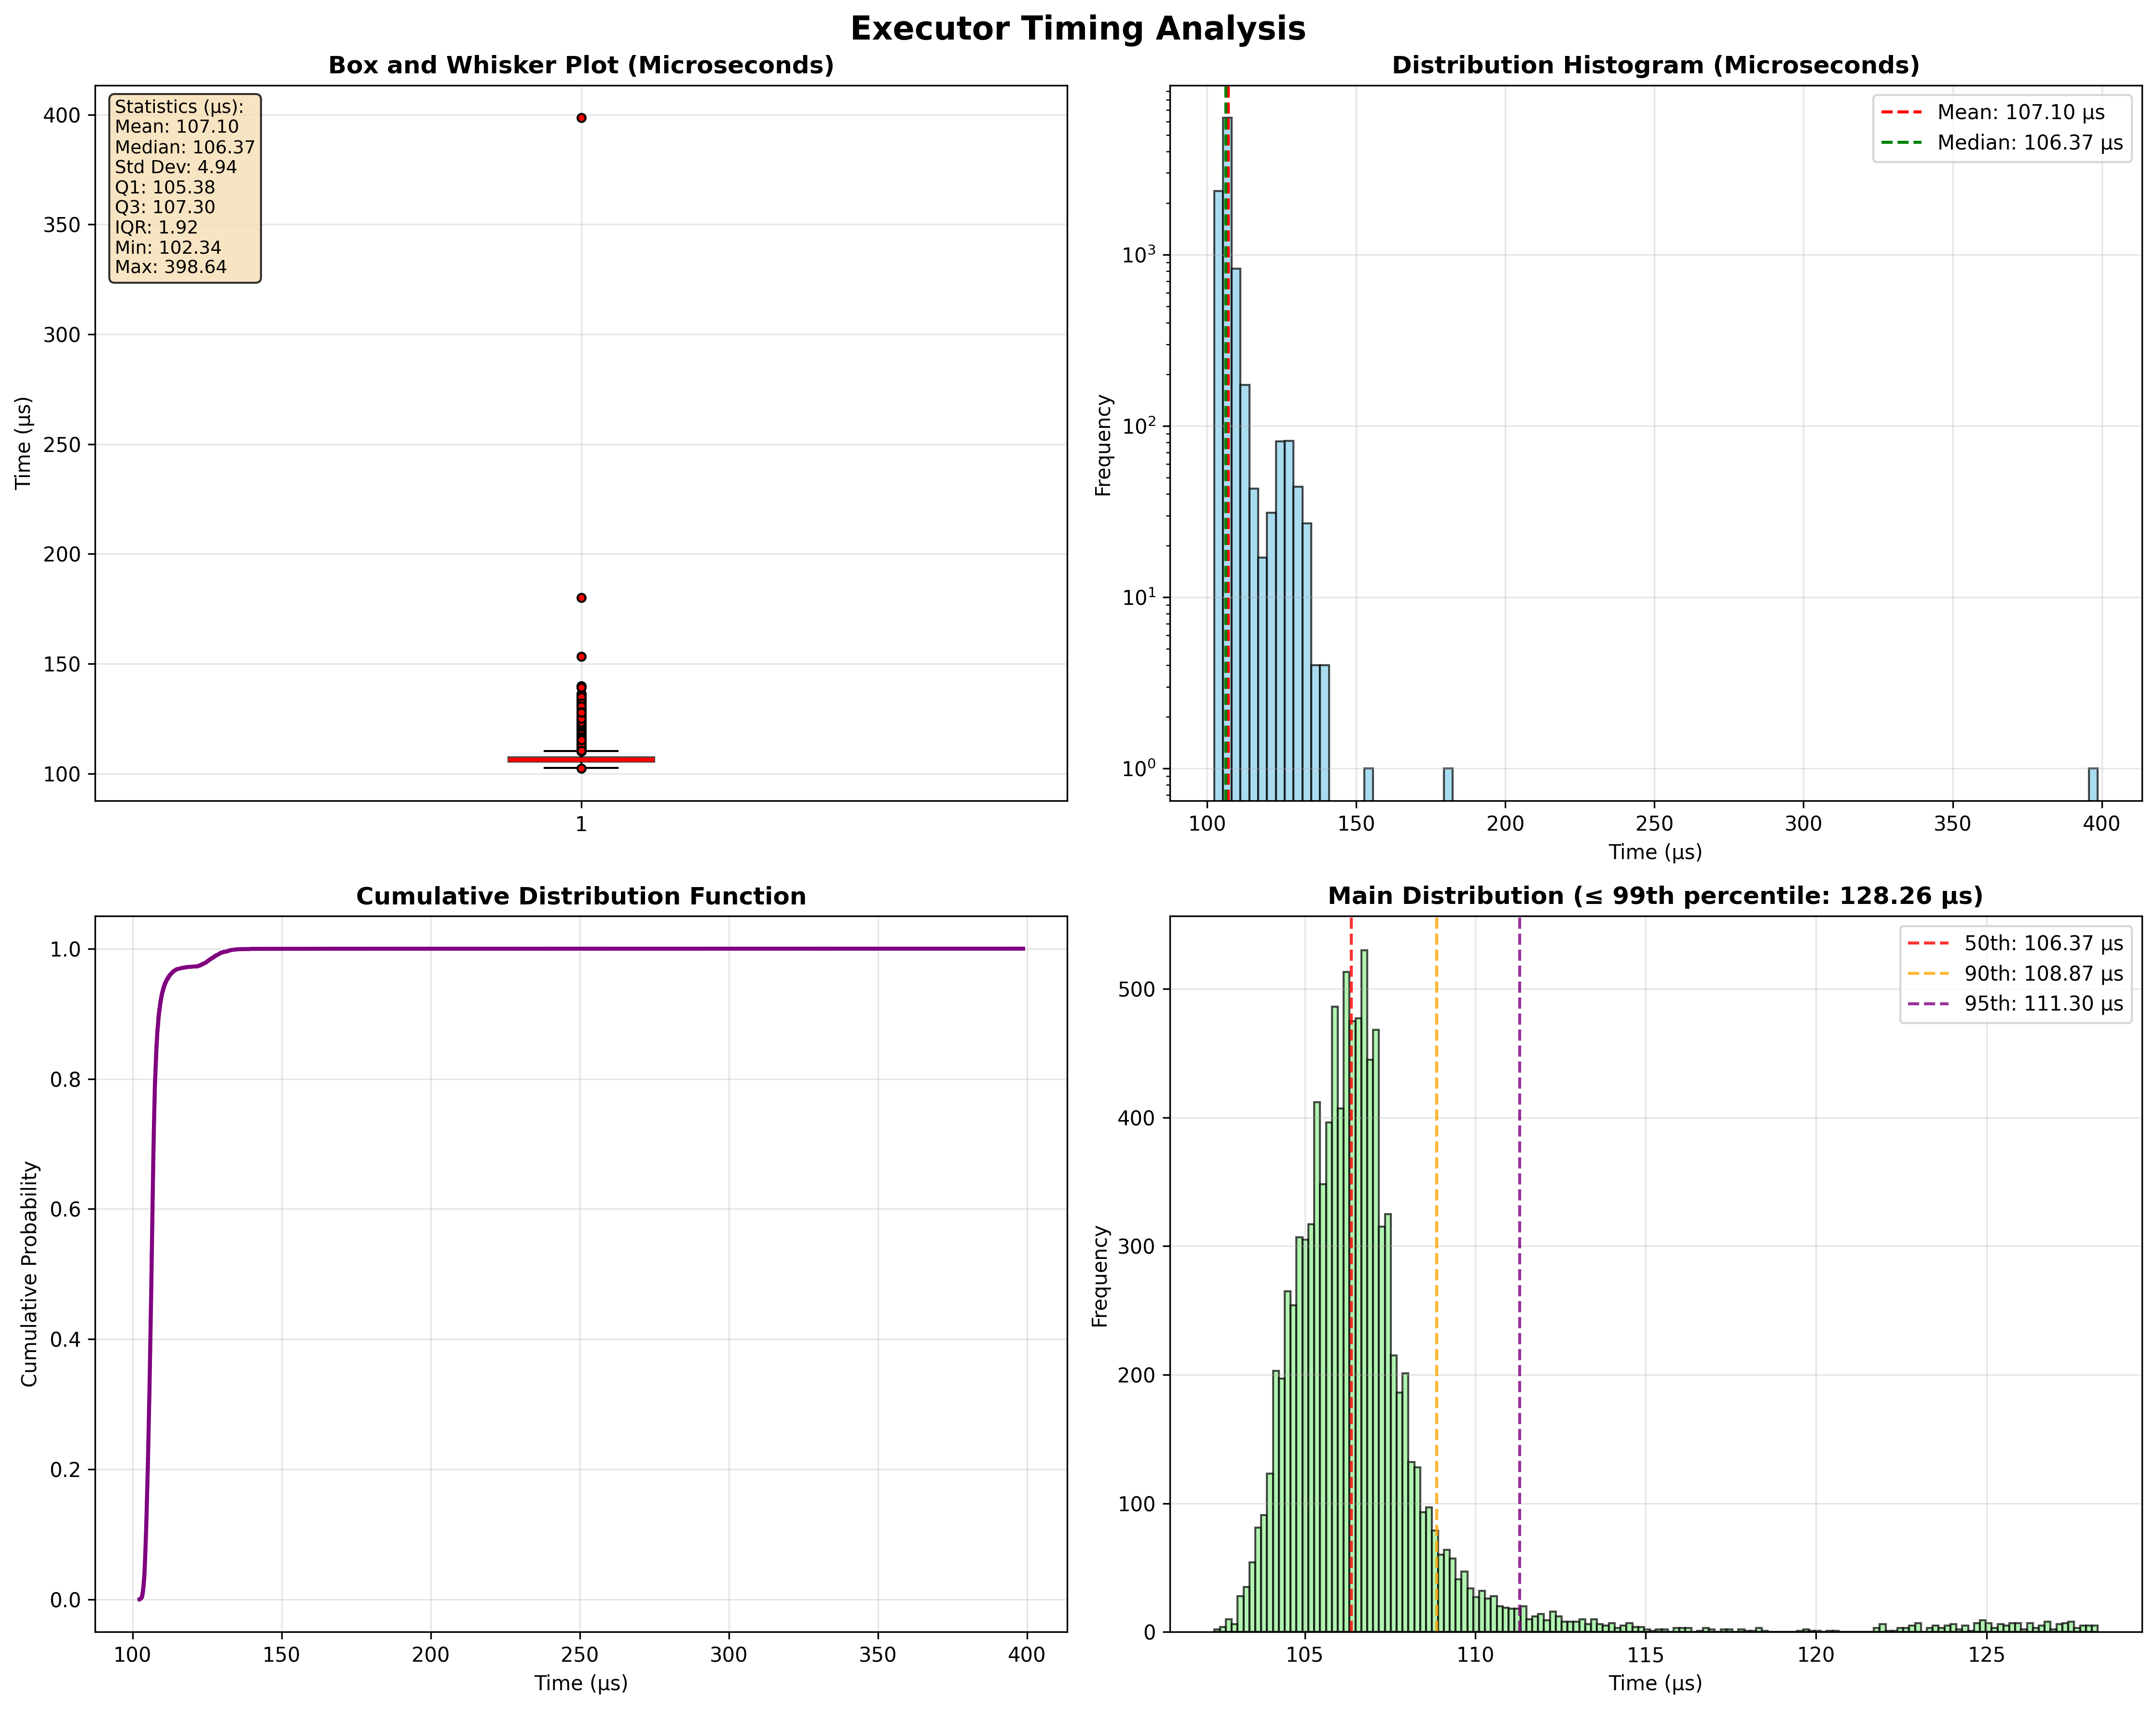 Executor Timing Analysis
Box and Whisker Plot (Microseconds)
Statistics (µs):
Mean: 107.10
Median: 106.37
Std Dev: 4.94
Q1: 105.38
Q3: 107.30
IQR: 1.92
Min: 102.34
Max: 398.64
400
350
300
250
200
150
100
Time (µs)
1
Distribution Histogram (Microseconds)
Mean: 107.10 µs
Median: 106.37 µs
10³
10²
10¹
10⁰
Frequency
100 150 200 250 300 350 400
Time (µs)
Cumulative Distribution Function
1.0
0.8
0.6
0.4
0.2
0.0
Cumulative Probability
100 150 200 250 300 350 400
Time (µs)
Main Distribution (≤ 99th percentile: 128.26 µs)
50th: 106.37 µs
90th: 108.87 µs
95th: 111.30 µs
500
400
300
200
100
0
Frequency
105 110 115 120 125
Time (µs)